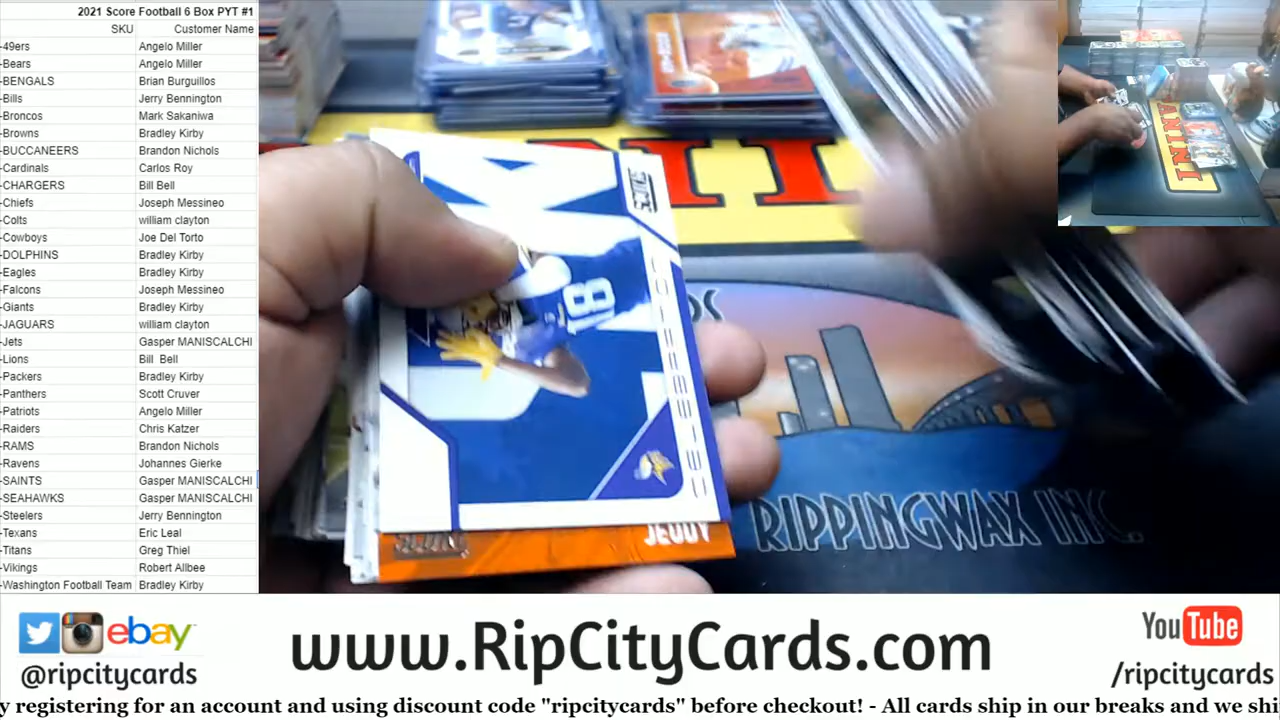 2021 Score Football 6 Box PYT #1
SKU Customer Name
-49ers Angelo Miller
-Bears Angelo Miller
-BENGALS Brian Burguillos
-Bills Jerry Bennington
-Broncos Mark Sakaniwa
-Browns Bradley Kirby
-BUCCANEERS Brandon Nichols
-Cardinals Carlos Roy
-CHARGERS Bill Bell
-Chiefs Joseph Messineo
-Colts william clayton
-Cowboys Joe Del Torto
-DOLPHINS Bradley Kirby
-Eagles Bradley Kirby
-Falcons Joseph Messineo
-Giants Bradley Kirby
-JAGUARS william clayton
-Jets Gasper MANISCALCHI
-Lions Bill Bell
-Packers Bradley Kirby
-Panthers Scott Cruver
-Patriots Angelo Miller
-Raiders Chris Katzer
-RAMS Brandon Nichols
-Ravens Johannes Gierke
-SAINTS Gasper MANISCALCHI
-SEAHAWKS Gasper MANISCALCHI
-Steelers Jerry Bennington
-Texans Eric Leal
-Titans Greg Thiel
-Vikings Robert Allbee
-Washington Football Team Bradley Kirby
SCORE
18
SCORE
JEUDY
RIPPINGWAX INC.
ANINI
ebay
@ripcitycards
www.RipCityCards.com
YouTube
/ripcitycards
y registering for an account and using discount code "ripcitycards" before checkout! - All cards ship in our breaks and we shi